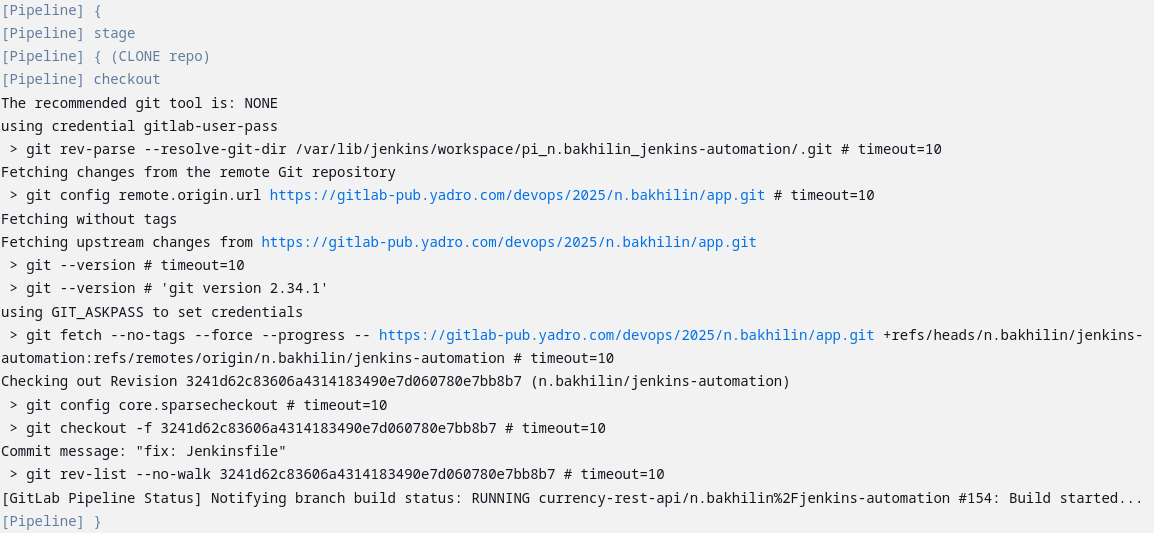 [Pipeline] {
[Pipeline] stage
[Pipeline] { (CLONE repo)
[Pipeline] checkout
The recommended git tool is: NONE
using credential gitlab-user-pass
 > git rev-parse --resolve-git-dir /var/lib/jenkins/workspace/pi_n.bakhilin_jenkins-automation/.git # timeout=10
Fetching changes from the remote Git repository
 > git config remote.origin.url https://gitlab-pub.yadro.com/devops/2025/n.bakhilin/app.git # timeout=10
Fetching without tags
Fetching upstream changes from https://gitlab-pub.yadro.com/devops/2025/n.bakhilin/app.git
 > git --version # timeout=10
 > git --version # 'git version 2.34.1'
using GIT_ASKPASS to set credentials
 > git fetch --no-tags --force --progress -- https://gitlab-pub.yadro.com/devops/2025/n.bakhilin/app.git +refs/heads/n.bakhilin/jenkins-
automation:refs/remotes/origin/n.bakhilin/jenkins-automation # timeout=10
Checking out Revision 3241d62c83606a4314183490e7d060780e7bb8b7 (n.bakhilin/jenkins-automation)
 > git config core.sparsecheckout # timeout=10
 > git checkout -f 3241d62c83606a4314183490e7d060780e7bb8b7 # timeout=10
Commit message: "fix: Jenkinsfile"
 > git rev-list --no-walk 3241d62c83606a4314183490e7d060780e7bb8b7 # timeout=10
[GitLab Pipeline Status] Notifying branch build status: RUNNING currency-rest-api/n.bakhilin%2Fjenkins-automation #154: Build started...
[Pipeline] }